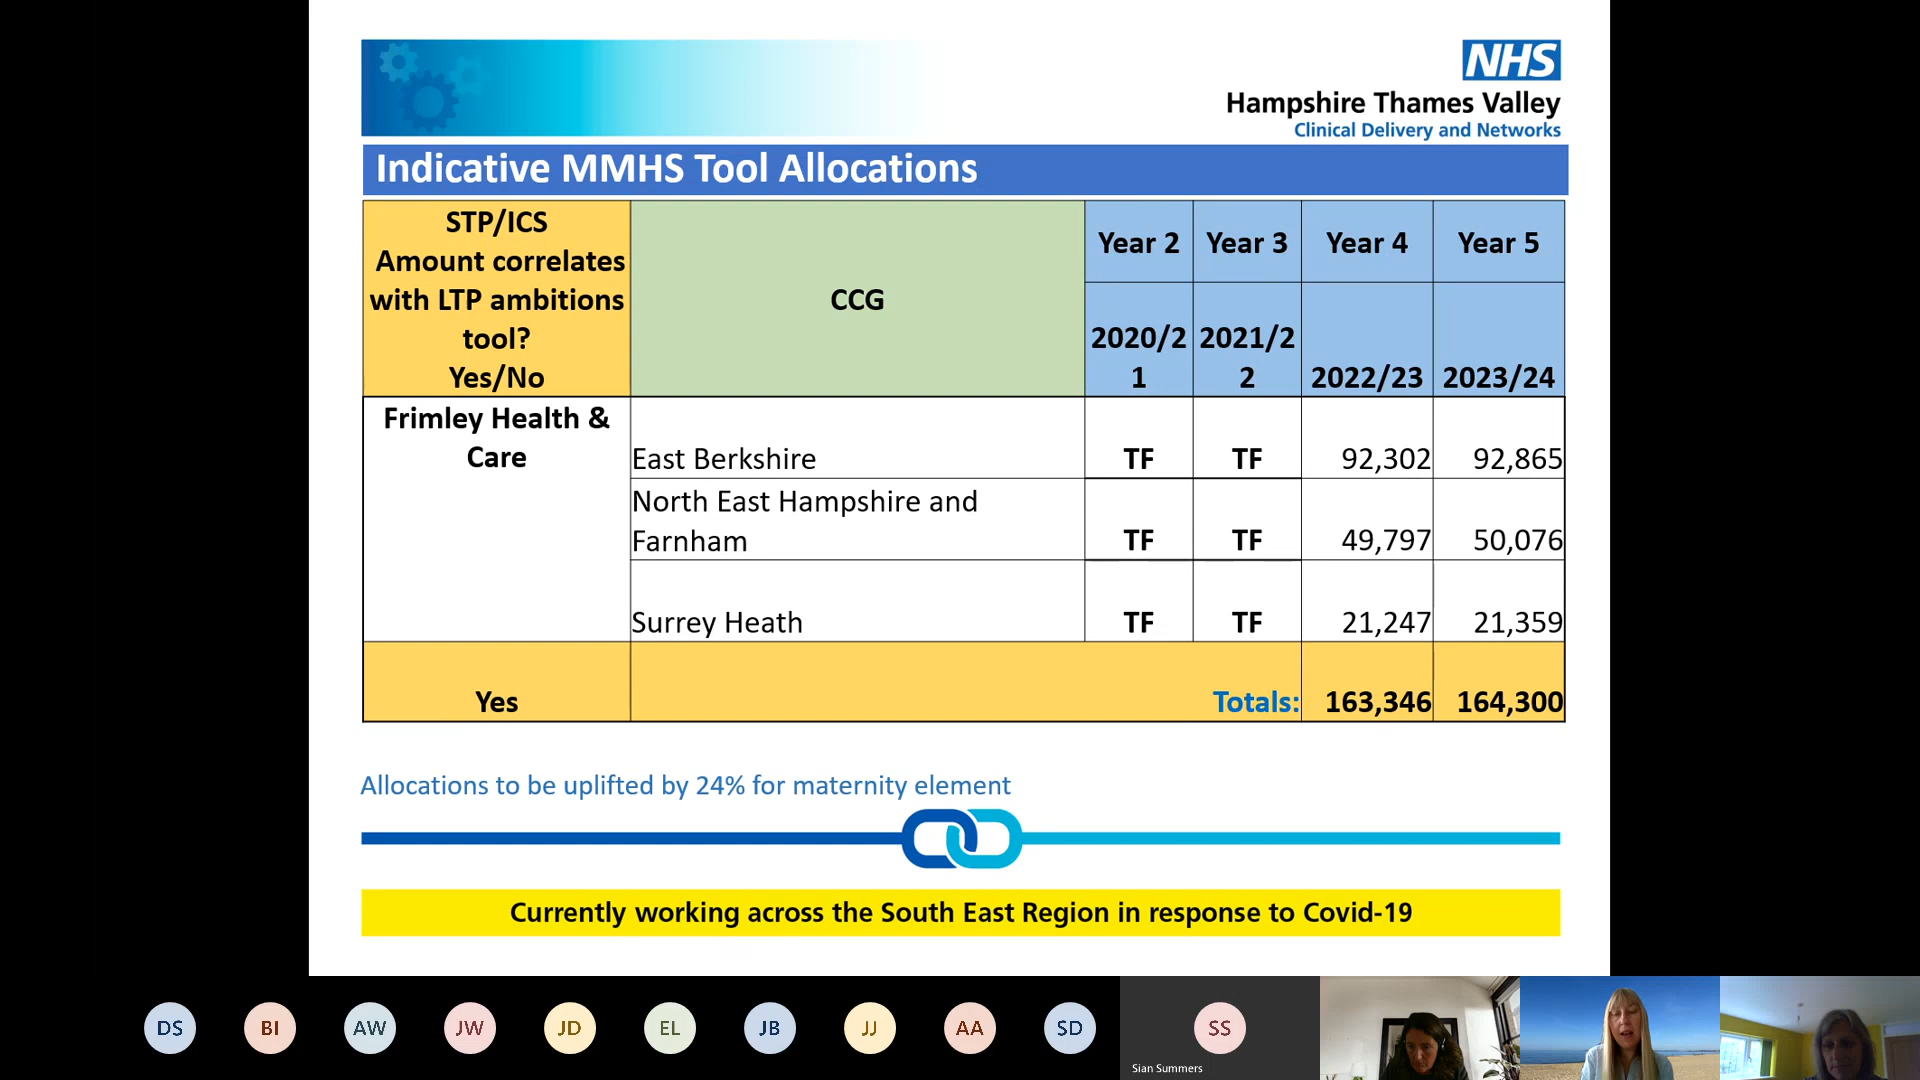 NHS
Hampshire Thames Valley
Clinical Delivery and Networks
Indicative MMHS Tool Allocations
STP/ICS
Amount correlates
with LTP ambitions
tool?
Yes/No
CCG
Year 2
Year 3
Year 4
Year 5
2020/2
1
2021/2
2
2022/23
2023/24
Frimley Health &
Care
East Berkshire
TF
TF
92,302
92,865
North East Hampshire and
Farnham
TF
TF
49,797
50,076
Surrey Heath
TF
TF
21,247
21,359
Yes
Totals:
163,346
164,300
Allocations to be uplifted by 24% for maternity element
Currently working across the South East Region in response to Covid-19
DS
BI
AW
JW
JD
EL
JB
JJ
AA
SD
SS
Sian Summers